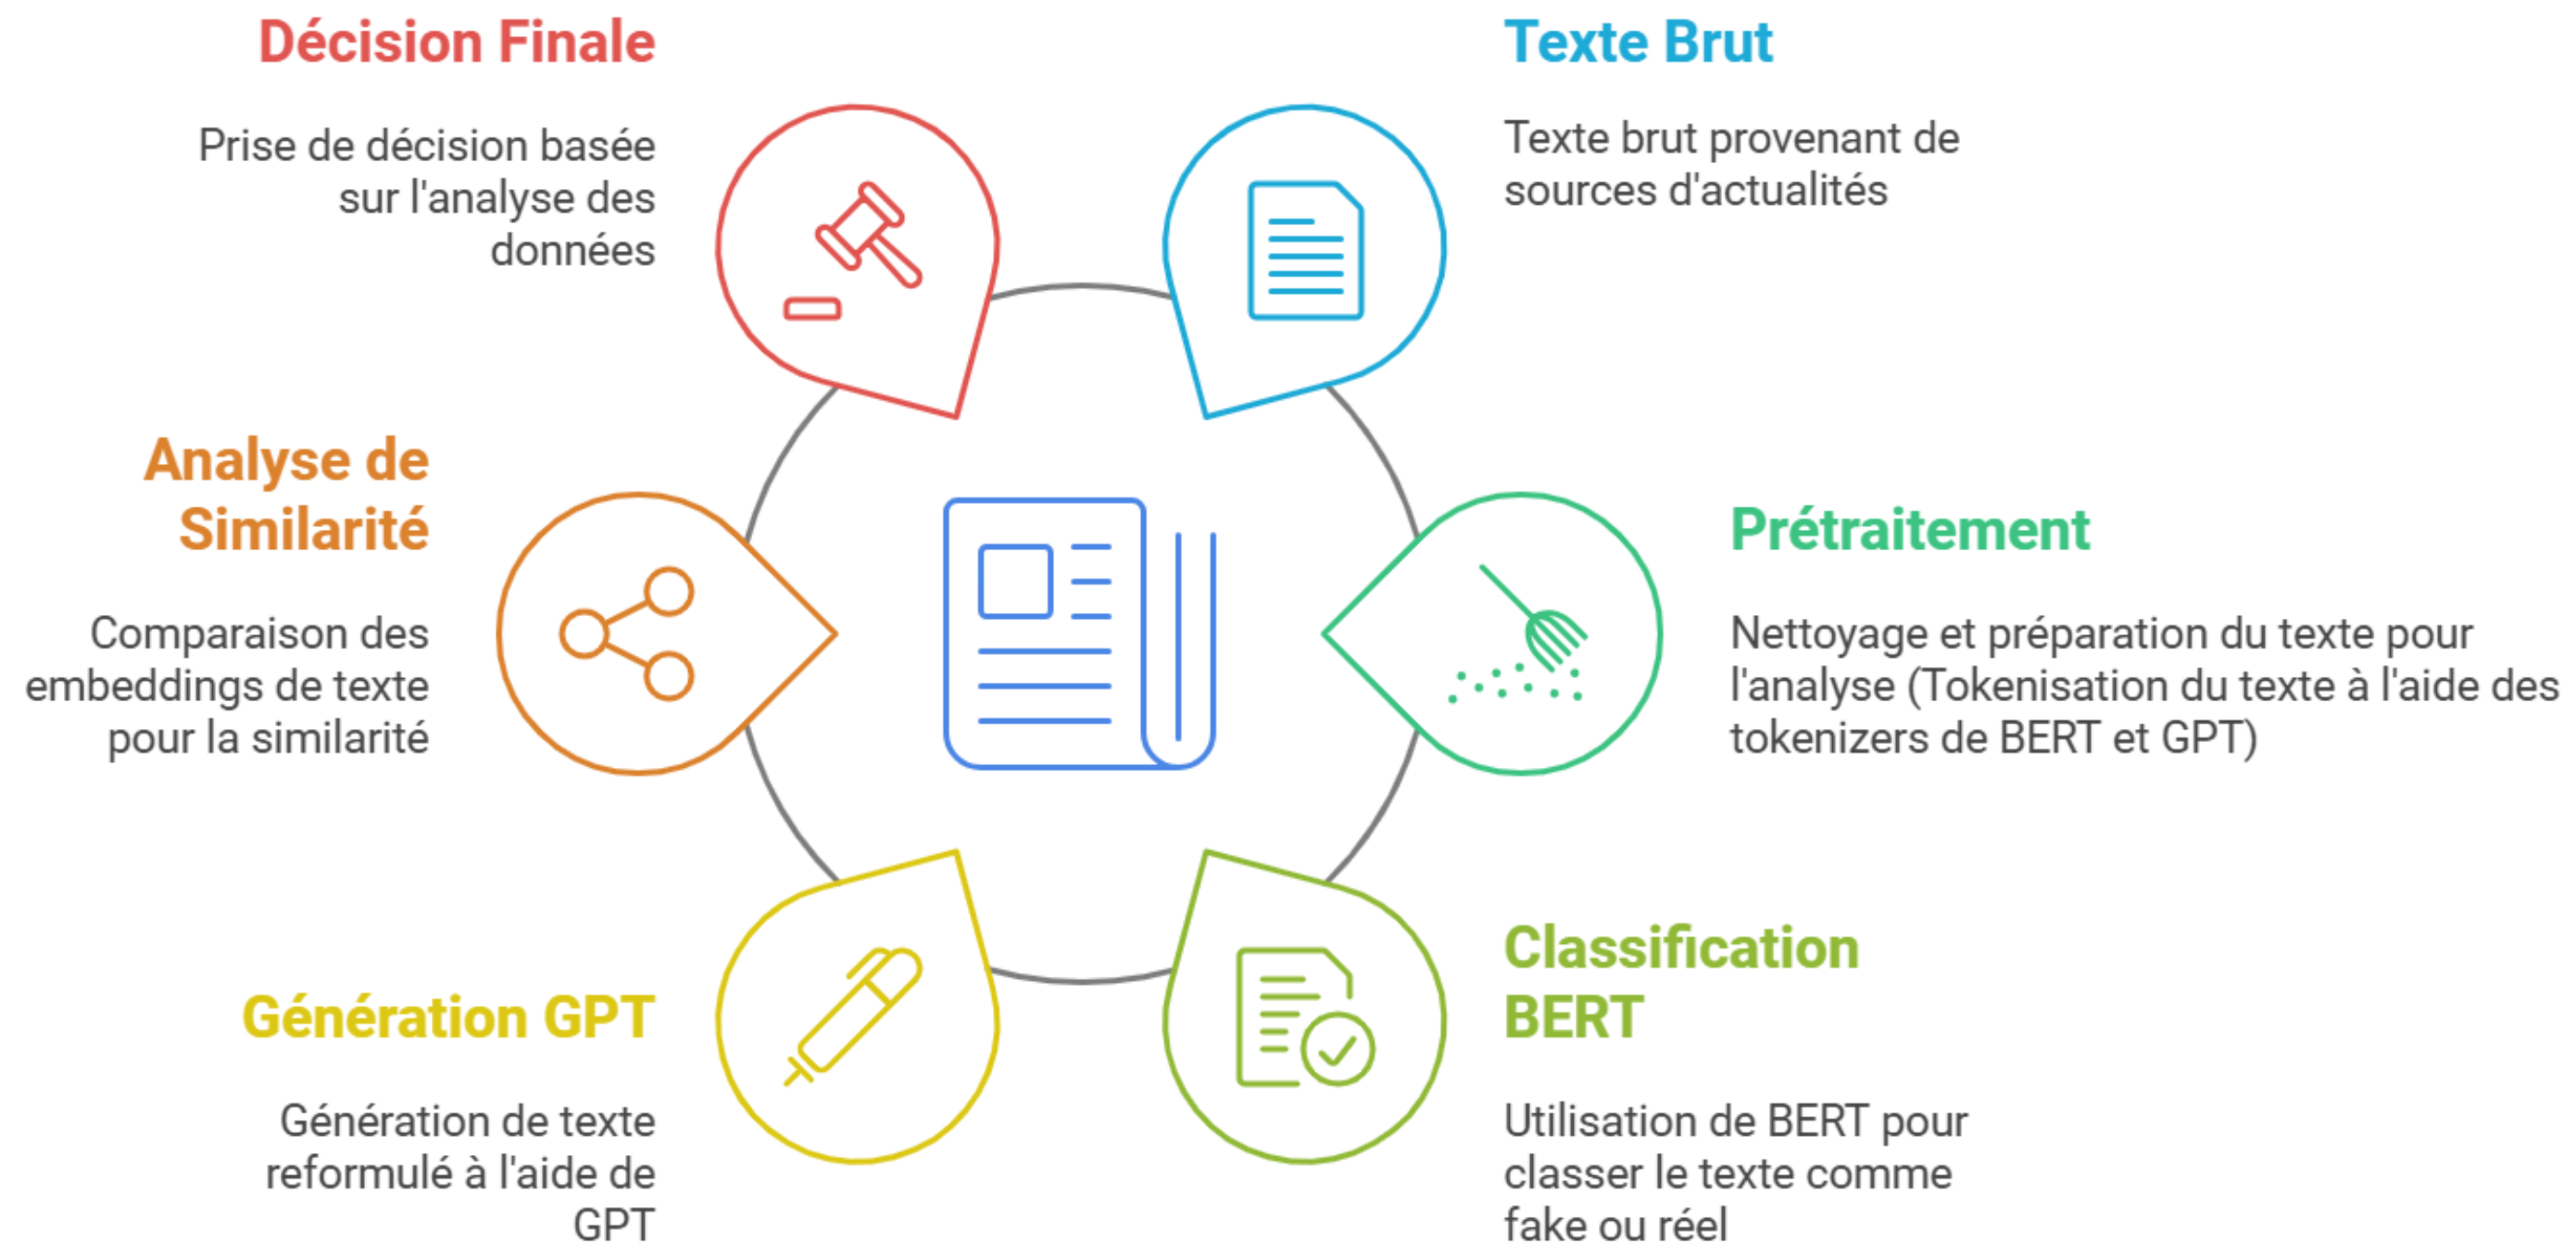 Décision Finale
Prise de décision basée
sur l'analyse des
données
Texte Brut
Texte brut provenant de
sources d'actualités
Analyse de
Similarité
Comparaison des
embeddings de texte
pour la similarité
Prétraitement
Nettoyage et préparation du texte pour
l'analyse (Tokenisation du texte à l'aide des
tokenizers de BERT et GPT)
Génération GPT
Génération de texte
reformulé à l'aide de
GPT
Classification
BERT
Utilisation de BERT pour
classer le texte comme
fake ou réel